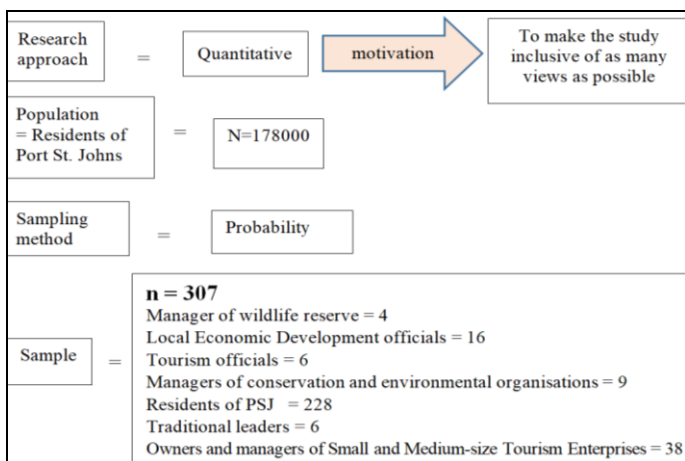 Research
approach
=
Quantitative
motivation
To make the study
inclusive of as many
views as possible
Population
= Residents of
Port St. Johns
=
N=178000
Sampling
method
=
Probability
Sample
=
n = 307
Manager of wildlife reserve = 4
Local Economic Development officials = 16
Tourism officials = 6
Managers of conservation and environmental organisations = 9
Residents of PSJ = 228
Traditional leaders = 6
Owners and managers of Small and Medium-size Tourism Enterprises = 38